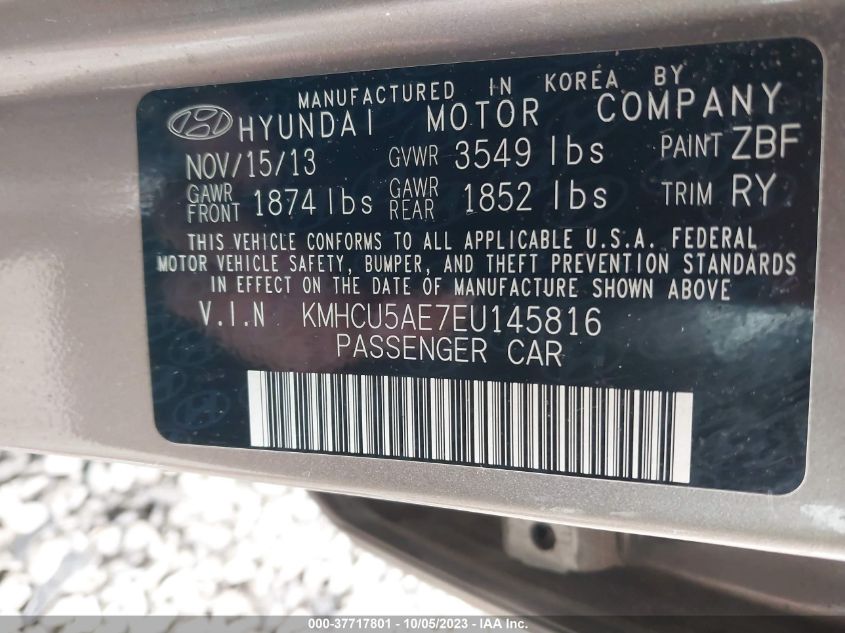 MANUFACTURED IN KOREA BY
HYUNDAI MOTOR COMPANY
NOV/15/13 GVWR 3549 lbs PAINT ZBF
GAWR FRONT 1874 lbs GAWR REAR 1852 lbs TRIM RY
THIS VEHICLE CONFORMS TO ALL APPLICABLE U.S.A. FEDERAL
MOTOR VEHICLE SAFETY, BUMPER, AND THEFT PREVENTION STANDARDS
IN EFFECT ON THE DATE OF MANUFACTURE SHOWN ABOVE.
V.I.N KMHCU5AE7EU145816
PASSENGER CAR
000-37717801 - 10/05/2023 - IAA Inc.